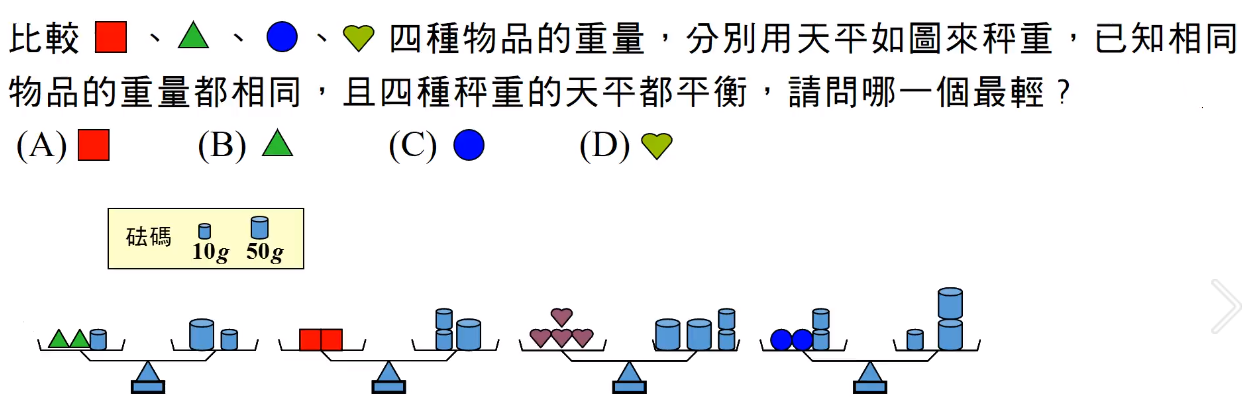 比較 、 、 、 四種物品的重量，分別用天平如圖來秤重，已知相同
物品的重量都相同，且四種秤重的天平都平衡，請問哪一個最輕？
(A) (B) (C) (D)
砝碼
10g 50g